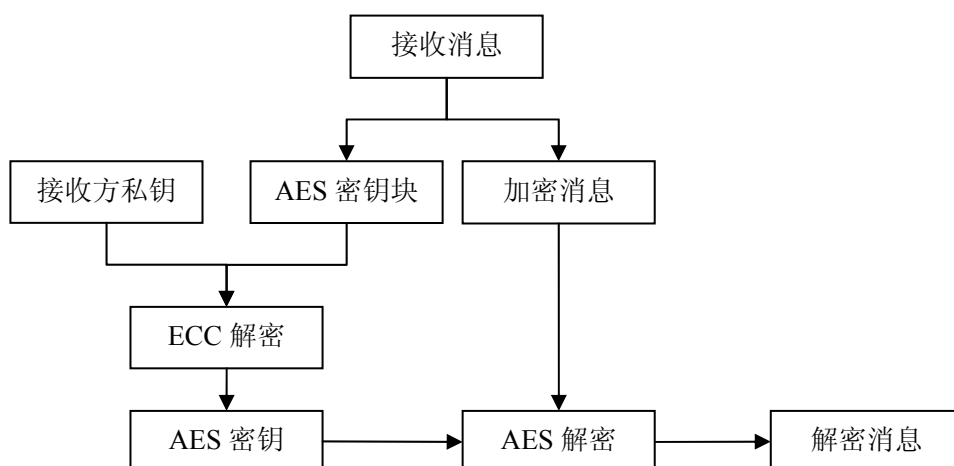 接收消息
接收方私钥
AES 密钥块
加密消息
ECC 解密
AES 密钥
AES 解密
解密消息